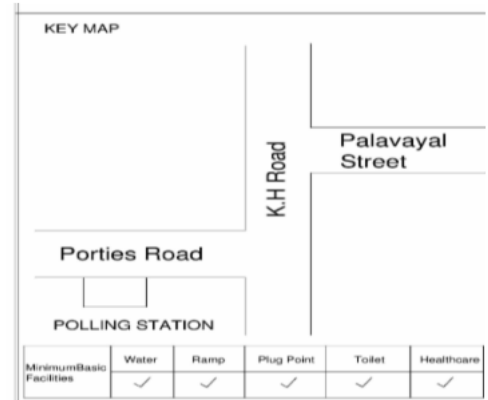 KEY MAP
Palavayal
Street
K.H Road
Porties Road
POLLING STATION
MinimumBasic Facilities
Water Ramp Plug Point Toilet Healthcare
✓ ✓ ✓ ✓ ✓